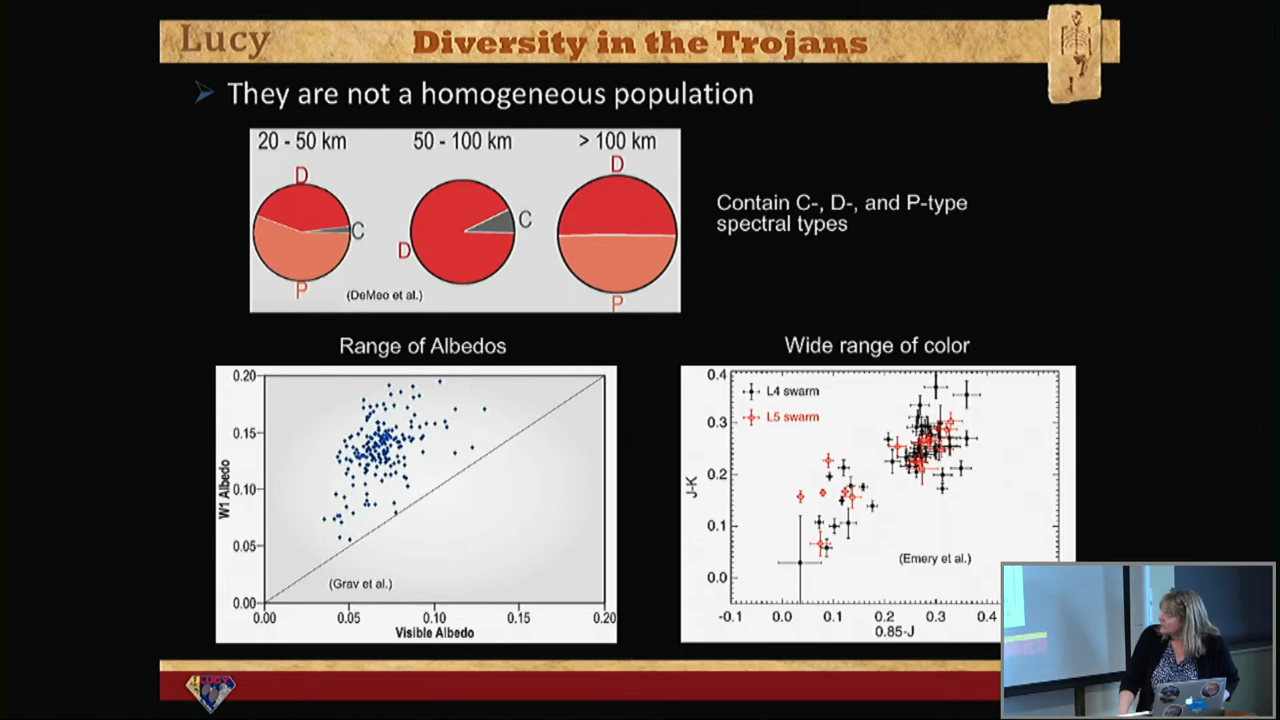 Lucy
Diversity in the Trojans
They are not a homogeneous population
20 - 50 km
50 - 100 km
> 100 km
D
C
P
D
C
D
P
(DeMeo et al.)
Contain C-, D-, and P-type
spectral types
Range of Albedos
0.20
0.15
0.10
0.05
0.00
W1 Albedo
(Grav et al.)
0.00 0.05 0.10 0.15 0.20
Visible Albedo
Wide range of color
0.4
0.3
0.2
0.1
0.0
J-K
L4 swarm
L5 swarm
(Emery et al.)
-0.1 0.0 0.1 0.2 0.3 0.4
0.85-J
LUCY